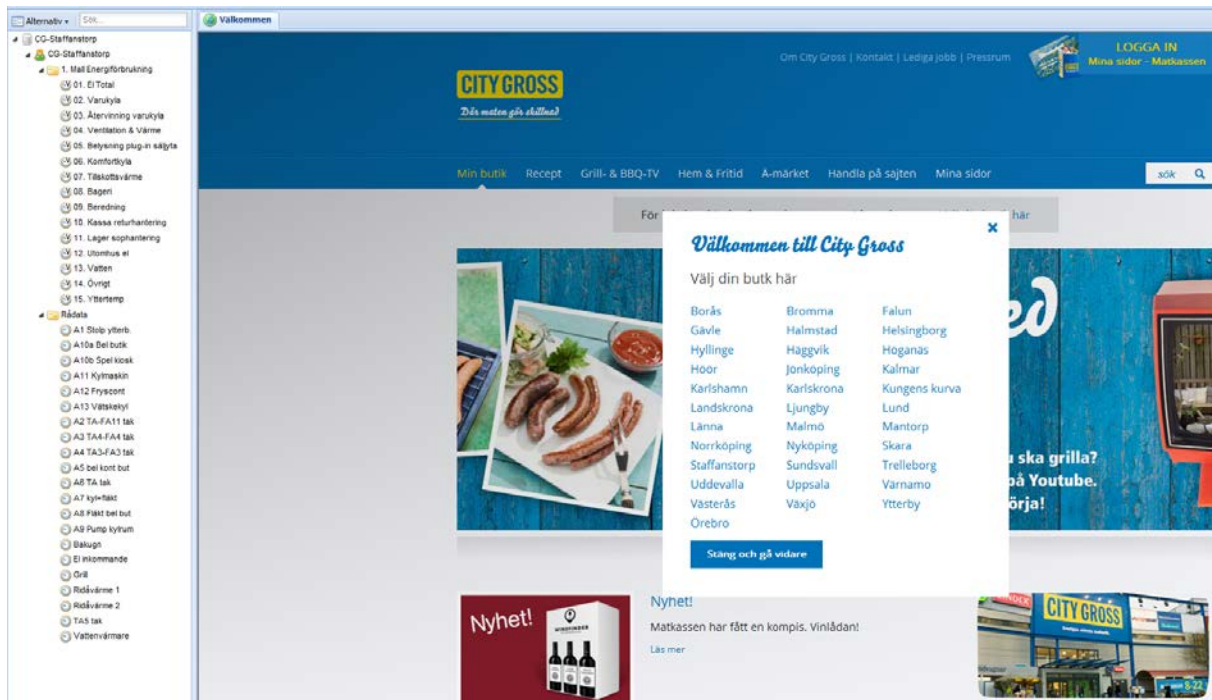 Alternativ
Sök...
CG-Staffanstorp
CG-Staffanstorp
1. Mall Energiförbrukning
01. El Total
02. Varukyla
03. Återvinning varukyla
04. Ventilation & Värme
05. Belysning plug-in säljyta
06. Komfortkyla
07. Tillskottsvärme
08. Bageri
09. Beredning
10. Kassa returhantering
11. Lager sophantering
12. Utomhus el
13. Vatten
14. Övrigt
15. Yttertemp
Rådata
A1 Stolp ytterb.
A10a Bel butik
A10b Spel kiosk
A11 Kylmaskin
A12 Fryscont
A13 Vätskekyl
A2 TA-FA11 tak
A3 TA4-FA4 tak
A4 TA3-FA3 tak
A5 bel kont but
A6 TA tak
A7 kyl+fläkt
A8 Fläkt bel but
A9 Pump kylrum
Bakugn
El inkommande
Grill
Ridåvärme 1
Ridåvärme 2
TA5 tak
Vattenvärmare
Välkommen
Om City Gross | Kontakt | Lediga jobb | Pressrum
LOGGA IN
Mina sidor - Matkassen
CITY GROSS
Där maten gör skillnad
Min butik Recept Grill- & BBQ-TV Hem & Fritid A-märket Handla på sajten Mina sidor
sök
För
här
Välkommen till City Gross
Välj din butk här
Borås Bromma Falun
Gävle Halmstad Helsingborg
Hyllinge Häggvik Höganäs
Höör Jönköping Kalmar
Karlshamn Karlskrona Kungens kurva
Landskrona Ljungby Lund
Länna Malmö Mantorp
Norrköping Nyköping Skara
Staffanstorp Sundsvall Trelleborg
Uddevalla Uppsala Värnamo
Västerås Växjö Ytterby
Örebro
Stäng och gå vidare
ed
u ska grilla?
på Youtube.
örja!
Nyhet!
WINEFINDER
Nyhet!
Matkassen har fått en kompis. Vinlådan!
Läs mer
CITY GROSS
8-22